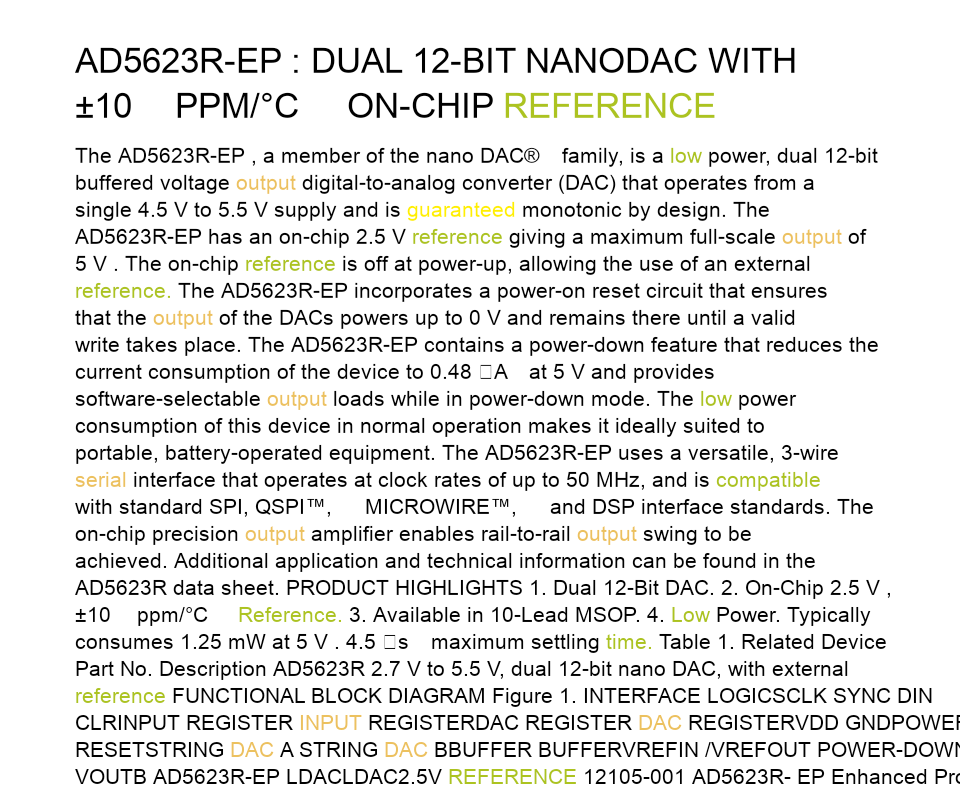 AD5623R-EP : DUAL 12-BIT NANODAC WITH
±10 PPM/°C ON-CHIP REFERENCE
The AD5623R-EP , a member of the nano DAC® family, is a low power, dual 12-bit
buffered voltage output digital-to-analog converter (DAC) that operates from a
single 4.5 V to 5.5 V supply and is guaranteed monotonic by design. The
AD5623R-EP has an on-chip 2.5 V reference giving a maximum full-scale output of
5 V . The on-chip reference is off at power-up, allowing the use of an external
reference. The AD5623R-EP incorporates a power-on reset circuit that ensures
that the output of the DACs powers up to 0 V and remains there until a valid
write takes place. The AD5623R-EP contains a power-down feature that reduces the
current consumption of the device to 0.48 □A at 5 V and provides
software-selectable output loads while in power-down mode. The low power
consumption of this device in normal operation makes it ideally suited to
portable, battery-operated equipment. The AD5623R-EP uses a versatile, 3-wire
serial interface that operates at clock rates of up to 50 MHz, and is compatible
with standard SPI, QSPI™, MICROWIRE™, and DSP interface standards. The
on-chip precision output amplifier enables rail-to-rail output swing to be
achieved. Additional application and technical information can be found in the
AD5623R data sheet. PRODUCT HIGHLIGHTS 1. Dual 12-Bit DAC. 2. On-Chip 2.5 V ,
±10 ppm/°C Reference. 3. Available in 10-Lead MSOP. 4. Low Power. Typically
consumes 1.25 mW at 5 V . 4.5 □s maximum settling time. Table 1. Related Device
Part No. Description AD5623R 2.7 V to 5.5 V, dual 12-bit nano DAC, with external
reference FUNCTIONAL BLOCK DIAGRAM Figure 1. INTERFACE LOGICSCLK SYNC DIN
CLRINPUT REGISTER INPUT REGISTERDAC REGISTER DAC REGISTERVDD GNDPOWER
RESETSTRING DAC A STRING DAC BBUFFER BUFFERVREFIN /VREFOUT POWER-DOWN
VOUTB AD5623R-EP LDACLDAC2.5V REFERENCE 12105-001 AD5623R- EP Enhanced Pro